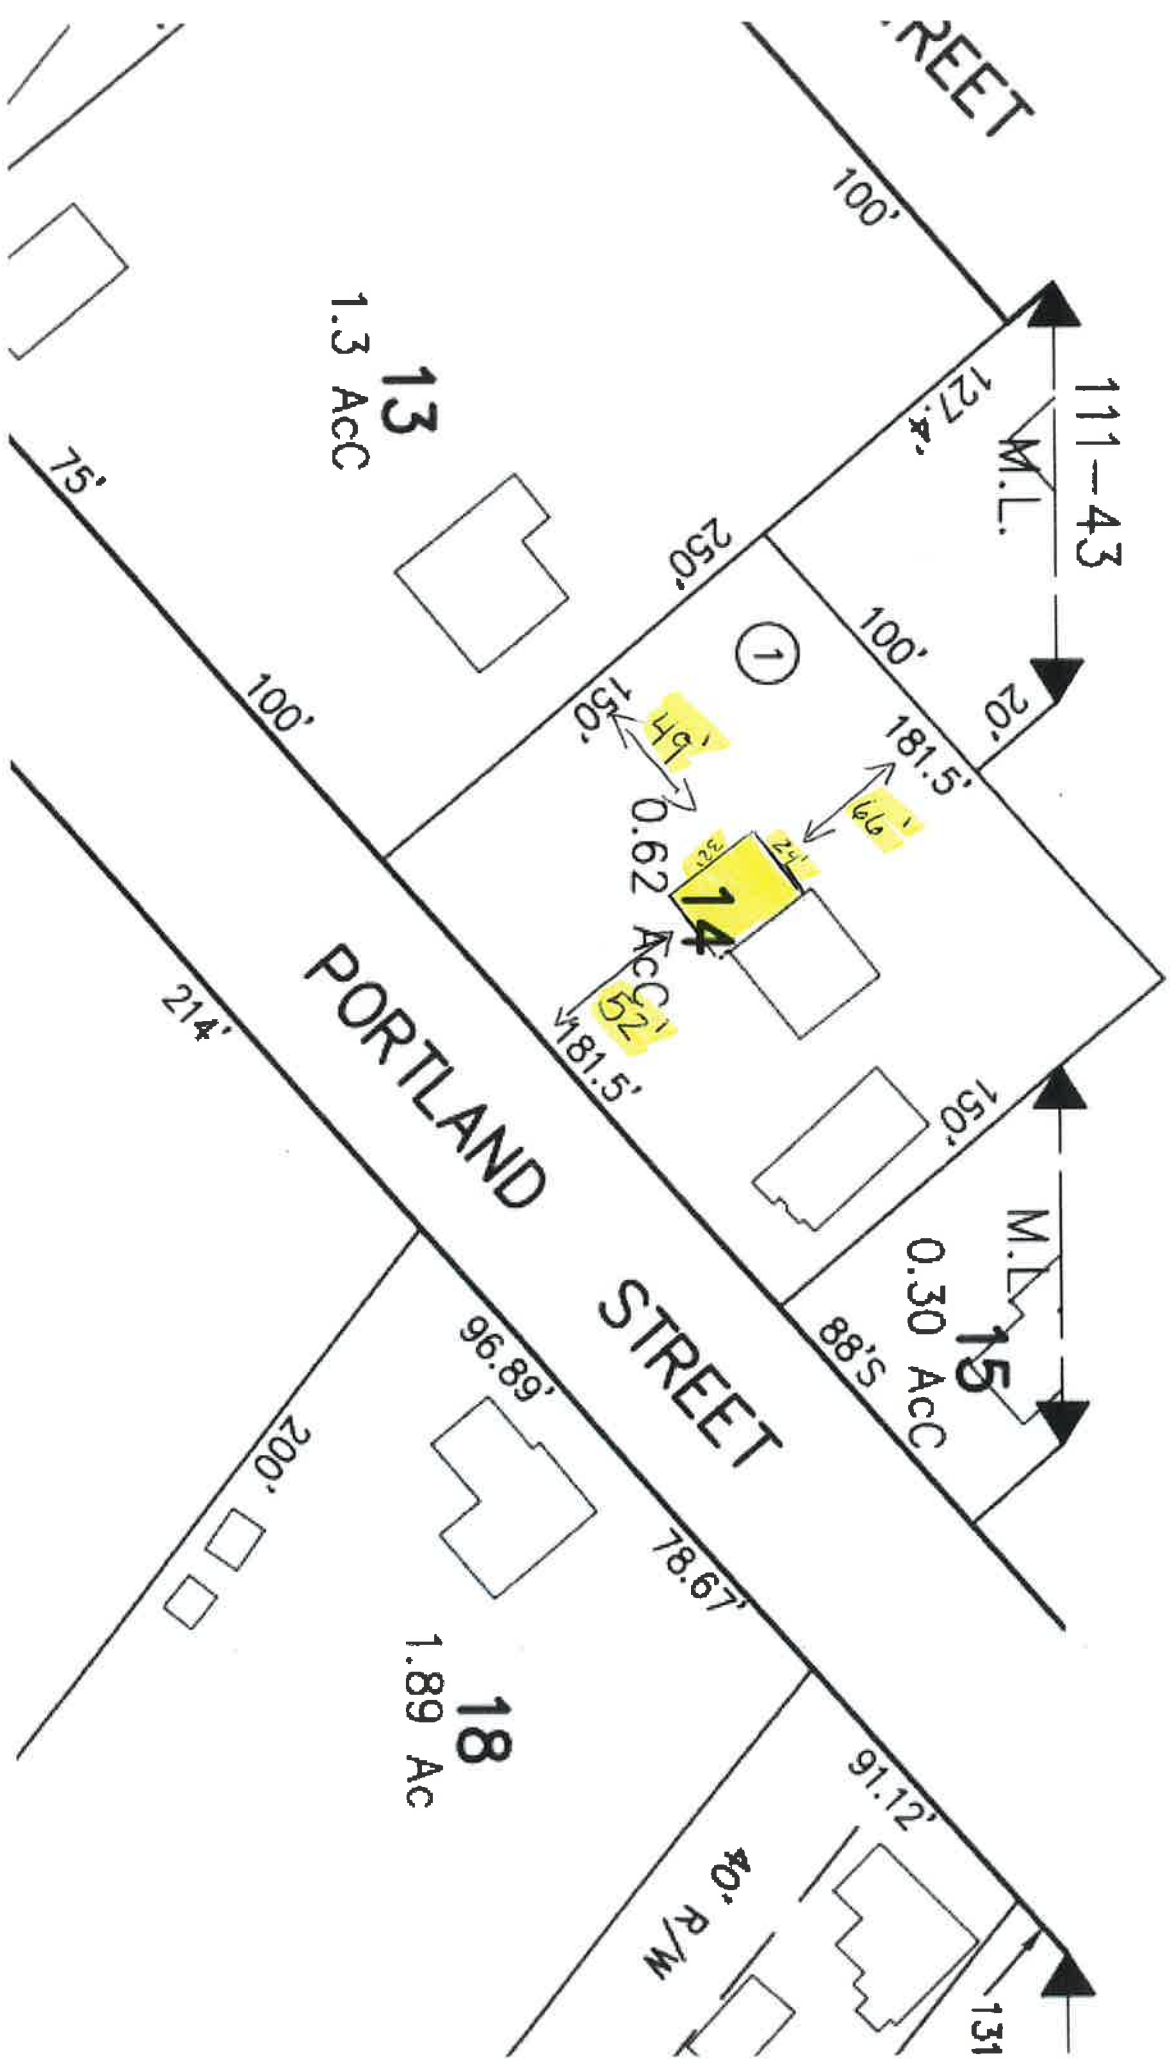 TREET
100'
111-43
M.L.
127.4'
13
1.3 AcC
250'
75'
100'
1
100'
20'
181.5'
150'
49'
66'
32'
24'
14
0.62 AcC
52'
181.5'
150'
M.L.
15
0.30 AcC
88'S
PORTLAND STREET
214'
96.89'
200'
78.67'
18
1.89 Ac
91.12'
40' R/W
131